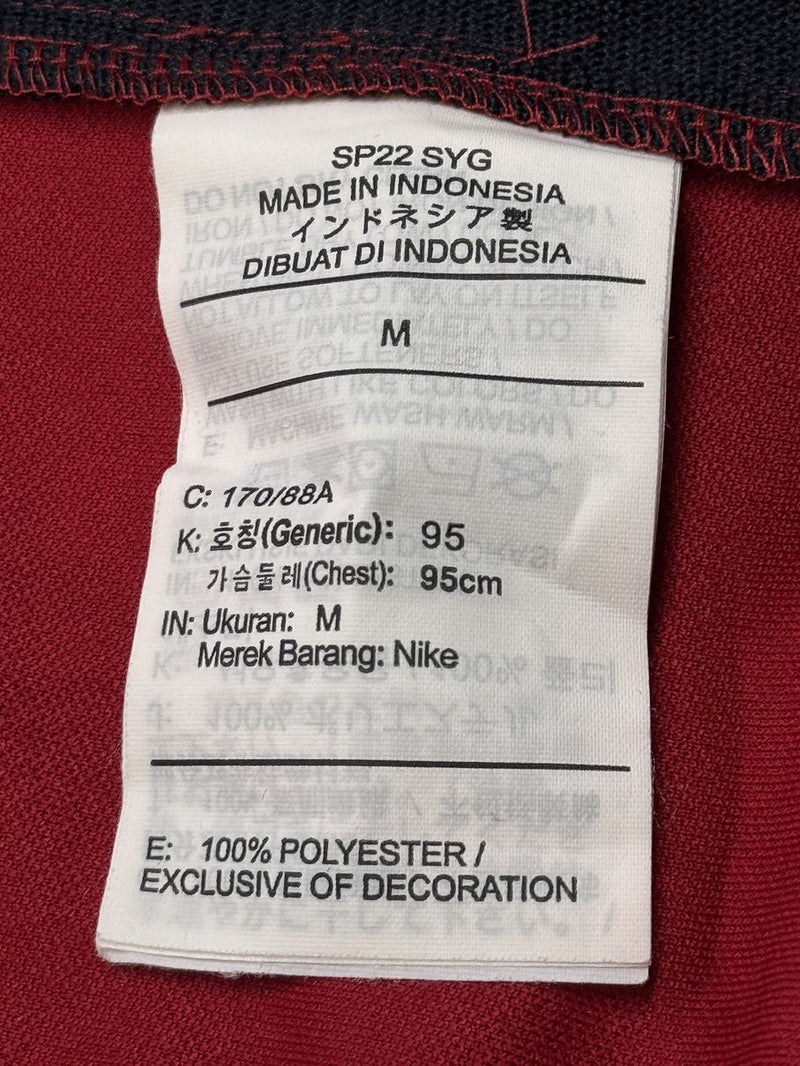 SP22 SYG
MADE IN INDONESIA
インドネシア製
DIBUAT DI INDONESIA
M
C: 170/88A
K: 호칭(Generic): 95
가슴둘레(Chest): 95cm
IN: Ukuran: M
Merek Barang: Nike
E: 100% POLYESTER /
EXCLUSIVE OF DECORATION